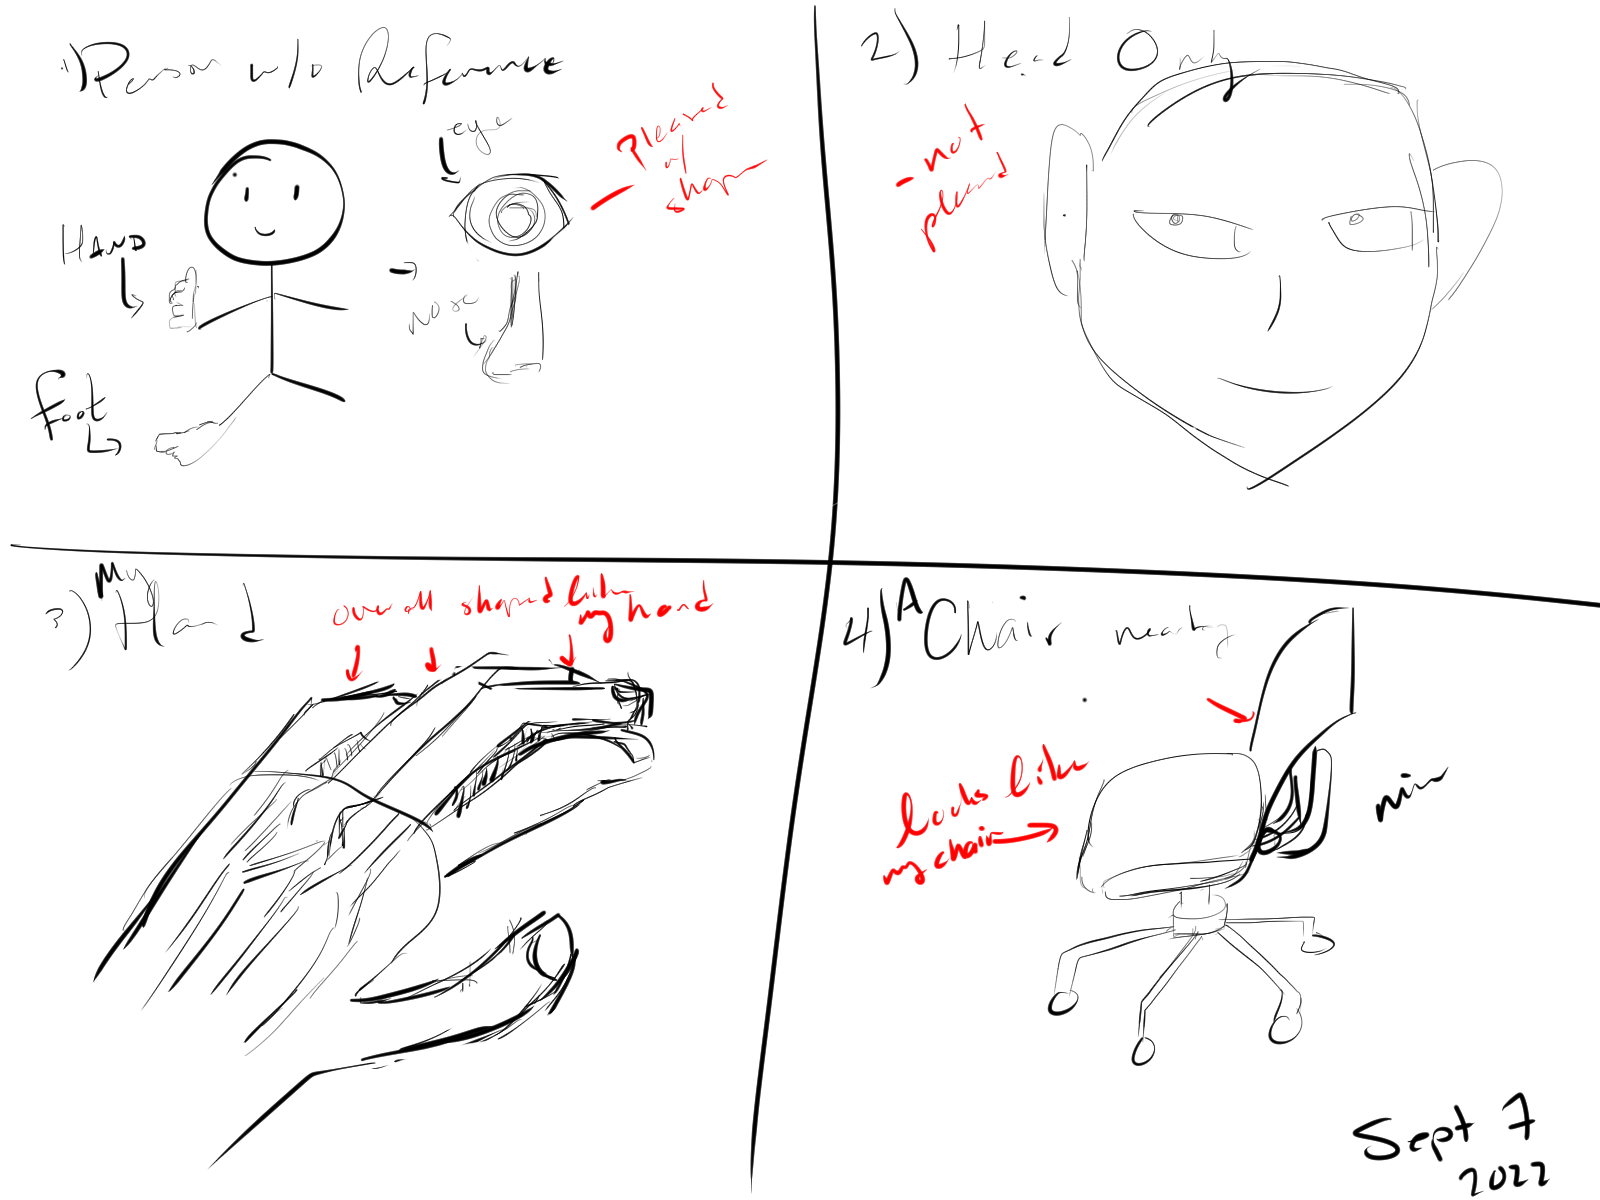 1) Person w/o Reference
eye
Pleased
w/
shape
HAND
nose
foot
2) Head Only
- not
pleased
3) My Hand
overall shaped like
my hand
4) A Chair nearby
looks like
my chair
Sept 7
2022